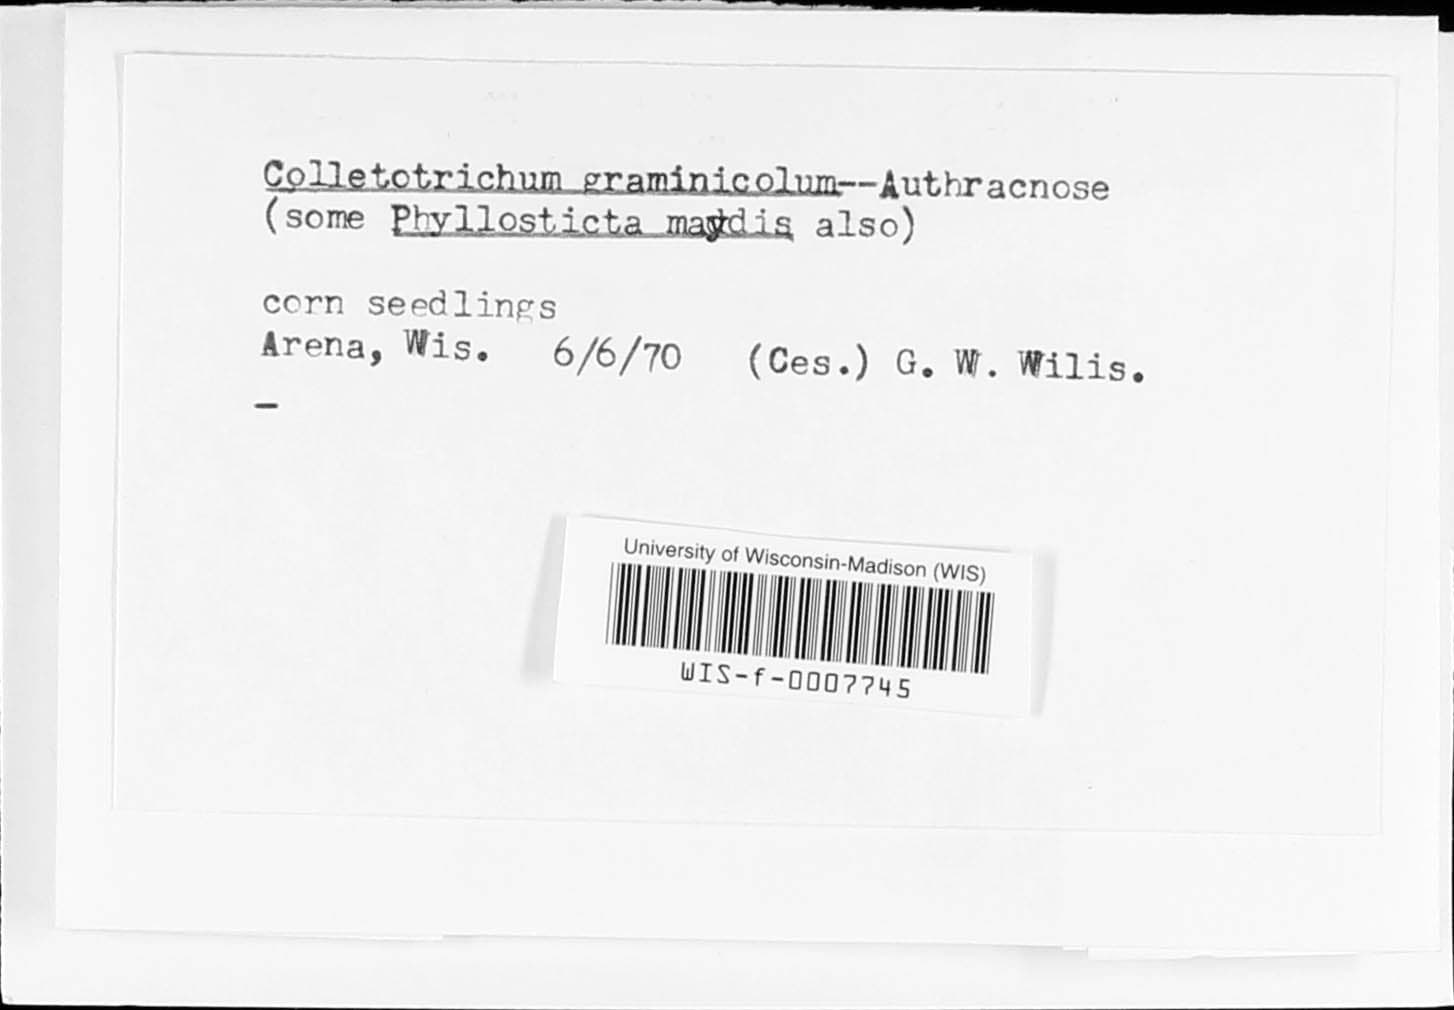 Colletotrichum graminicolum--Authracnose
(some Phyllosticta maydis also)
corn seedlings
Arena, Wis. 6/6/70 (Ces.) G. W. Wilis.
University of Wisconsin-Madison (WIS)
WIS-f-0007745